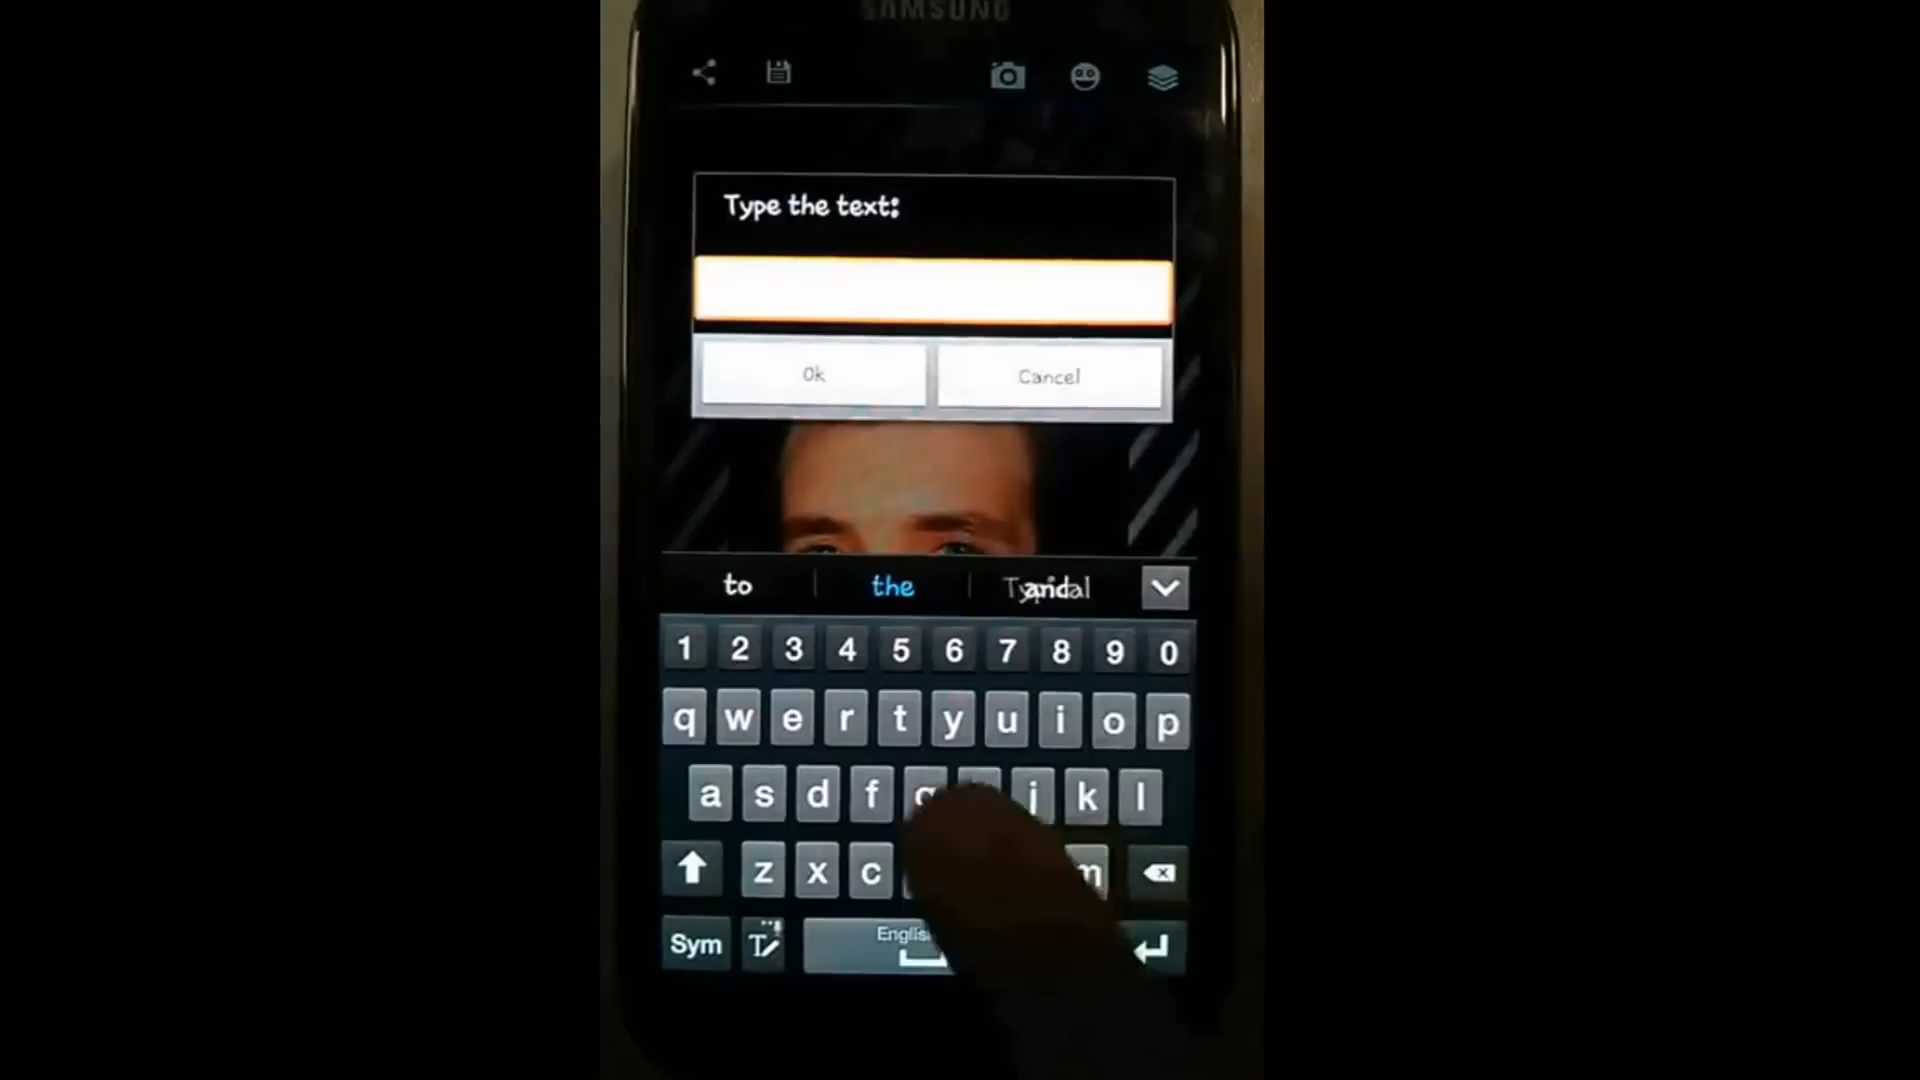 SAMSUNG
Type the text:
Ok Cancel
to the and
1 2 3 4 5 6 7 8 9 0
q w e r t y u i o p
a s d f g j k l
z x c m
Sym T English